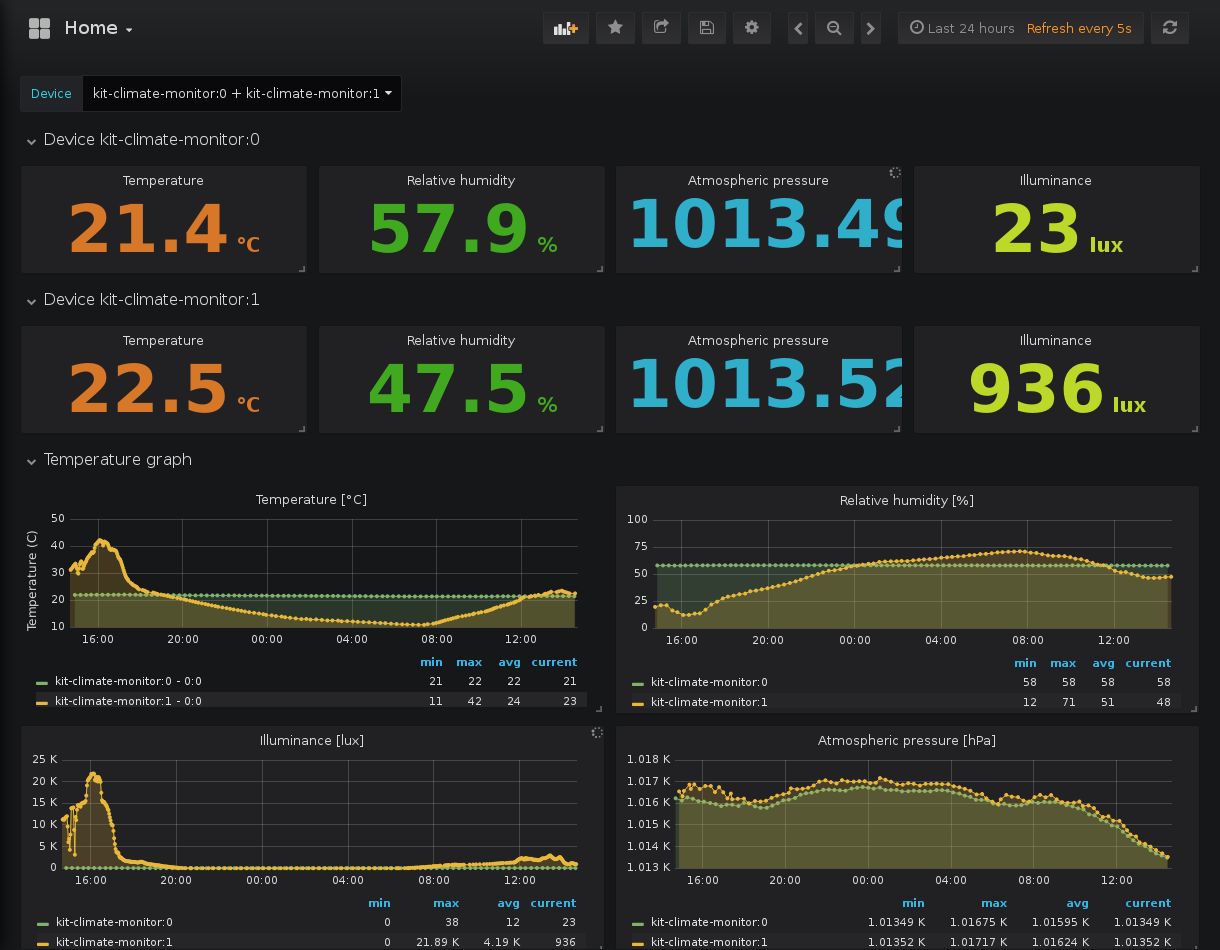 Home
Last 24 hours Refresh every 5s
Device kit-climate-monitor:0 + kit-climate-monitor:1
Device kit-climate-monitor:0
Temperature Relative humidity Atmospheric pressure Illuminance
21.4 °C 57.9 % 1013.49 23 lux
Device kit-climate-monitor:1
Temperature Relative humidity Atmospheric pressure Illuminance
22.5 °C 47.5 % 1013.52 936 lux
Temperature graph
Temperature [°C]
Temperature (C)
50
40
30
20
10
16:00 20:00 00:00 04:00 08:00 12:00
min max avg current
kit-climate-monitor:0 - 0:0 21 22 22 21
kit-climate-monitor:1 - 0:0 11 42 24 23
Relative humidity [%]
100
75
50
25
0
16:00 20:00 00:00 04:00 08:00 12:00
min max avg current
kit-climate-monitor:0 58 58 58 58
kit-climate-monitor:1 12 71 51 48
Illuminance [lux]
25 K
20 K
15 K
10 K
5 K
0
16:00 20:00 00:00 04:00 08:00 12:00
min max avg current
kit-climate-monitor:0 0 38 12 23
kit-climate-monitor:1 0 21.89 K 4.19 K 936
Atmospheric pressure [hPa]
1.018 K
1.017 K
1.016 K
1.015 K
1.014 K
1.013 K
16:00 20:00 00:00 04:00 08:00 12:00
min max avg current
kit-climate-monitor:0 1.01349 K 1.01675 K 1.01595 K 1.01349 K
kit-climate-monitor:1 1.01352 K 1.01717 K 1.01624 K 1.01352 K